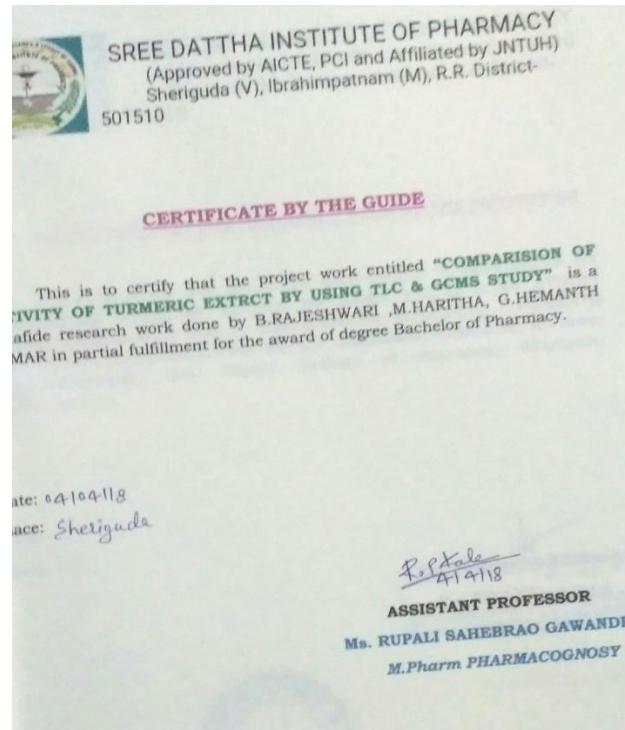 SREE DATTHA INSTITUTE OF PHARMACY
(Approved by AICTE, PCI and Affiliated by JNTUH)
Sheriguda (V), Ibrahimpatnam (M), R.R. District-
501510
CERTIFICATE BY THE GUIDE
This is to certify that the project work entitled “COMPARISION OF
IVITY OF TURMERIC EXTRCT BY USING TLC & GCMS STUDY” is a
afide research work done by B.RAJESHWARI ,M.HARITHA, G.HEMANTH
MAR in partial fulfillment for the award of degree Bachelor of Pharmacy.
ate: 04/04/18
ace: Sheriguda
4/4/18
ASSISTANT PROFESSOR
Ms. RUPALI SAHEBRAO GAWANDE
M.Pharm PHARMACOGNOSY